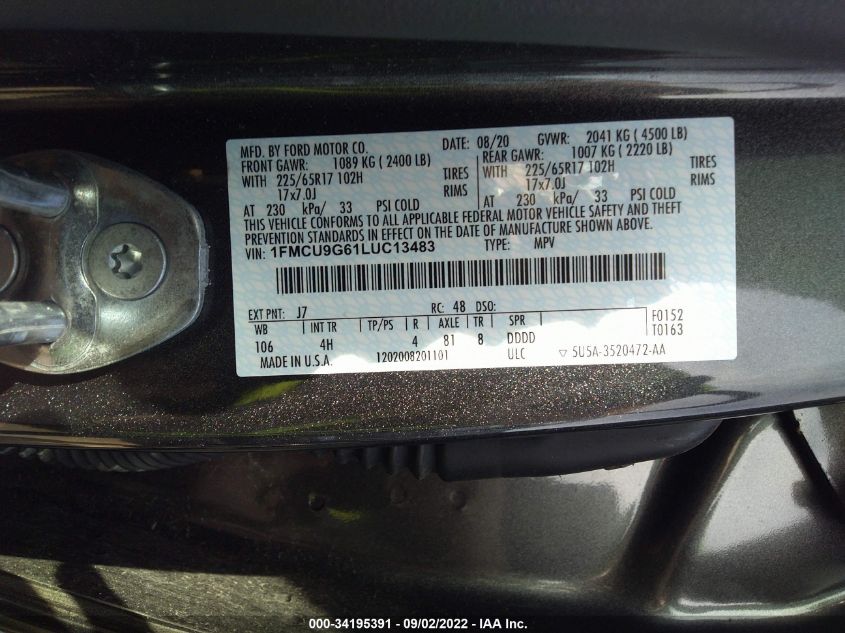 MFD. BY FORD MOTOR CO. DATE: 08/20 GVWR: 2041 KG ( 4500 LB)
FRONT GAWR: 1089 KG ( 2400 LB) REAR GAWR: 1007 KG ( 2220 LB)
WITH 225/65R17 102H TIRES WITH 225/65R17 102H TIRES
17x7.0J RIMS 17x7.0J RIMS
AT 230 kPa/ 33 PSI COLD AT 230 kPa/ 33 PSI COLD
THIS VEHICLE CONFORMS TO ALL APPLICABLE FEDERAL MOTOR VEHICLE SAFETY AND THEFT
PREVENTION STANDARDS IN EFFECT ON THE DATE OF MANUFACTURE SHOWN ABOVE.
VIN: 1FMCU9G61LUC13483 TYPE: MPV
EXT PNT: J7 RC: 48 DSO: F0152
WB INT TR TP/PS R AXLE TR SPR T0163
106 4H 4 81 8 DDDD
MADE IN U.S.A. 1202008201101 ULC ▽ 5U5A-3520472-AA
000-34195391 - 09/02/2022 - IAA Inc.